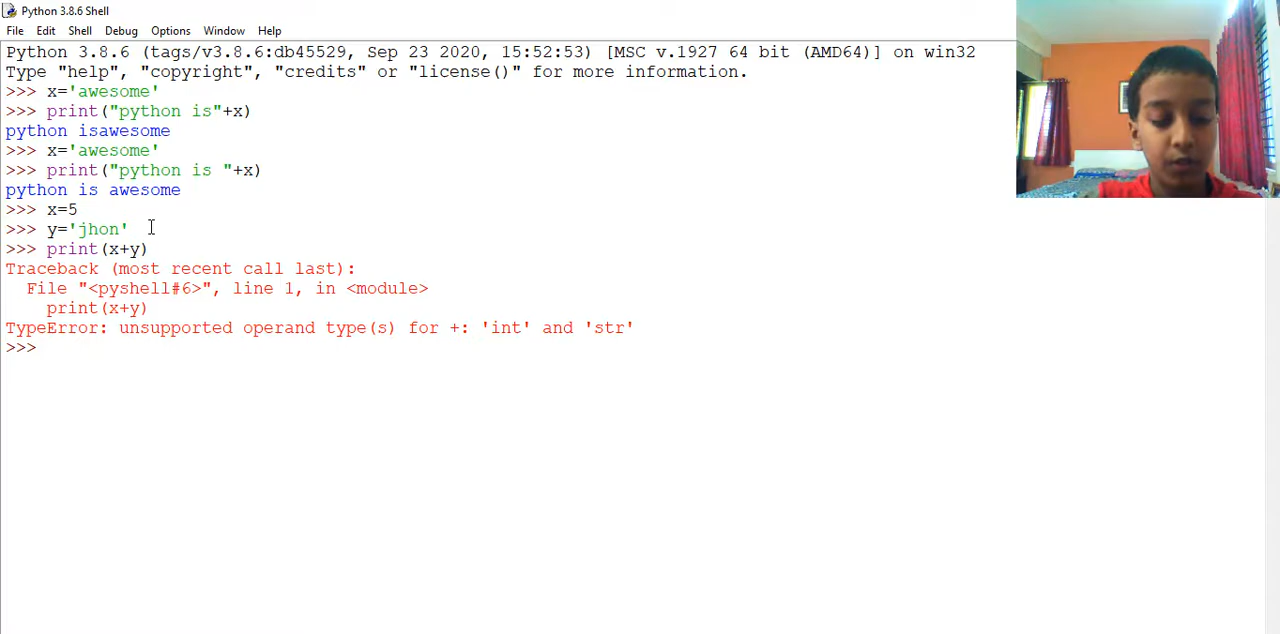 Python 3.8.6 Shell
File Edit Shell Debug Options Window Help
Python 3.8.6 (tags/v3.8.6:db45529, Sep 23 2020, 15:52:53) [MSC v.1927 64 bit (AMD64)] on win32
Type "help", "copyright", "credits" or "license()" for more information.
>>> x='awesome'
>>> print("python is"+x)
python isawesome
>>> x='awesome'
>>> print("python is "+x)
python is awesome
>>> x=5
>>> y='jhon'
>>> print(x+y)
Traceback (most recent call last):
  File "<pyshell#6>", line 1, in <module>
    print(x+y)
TypeError: unsupported operand type(s) for +: 'int' and 'str'
>>>